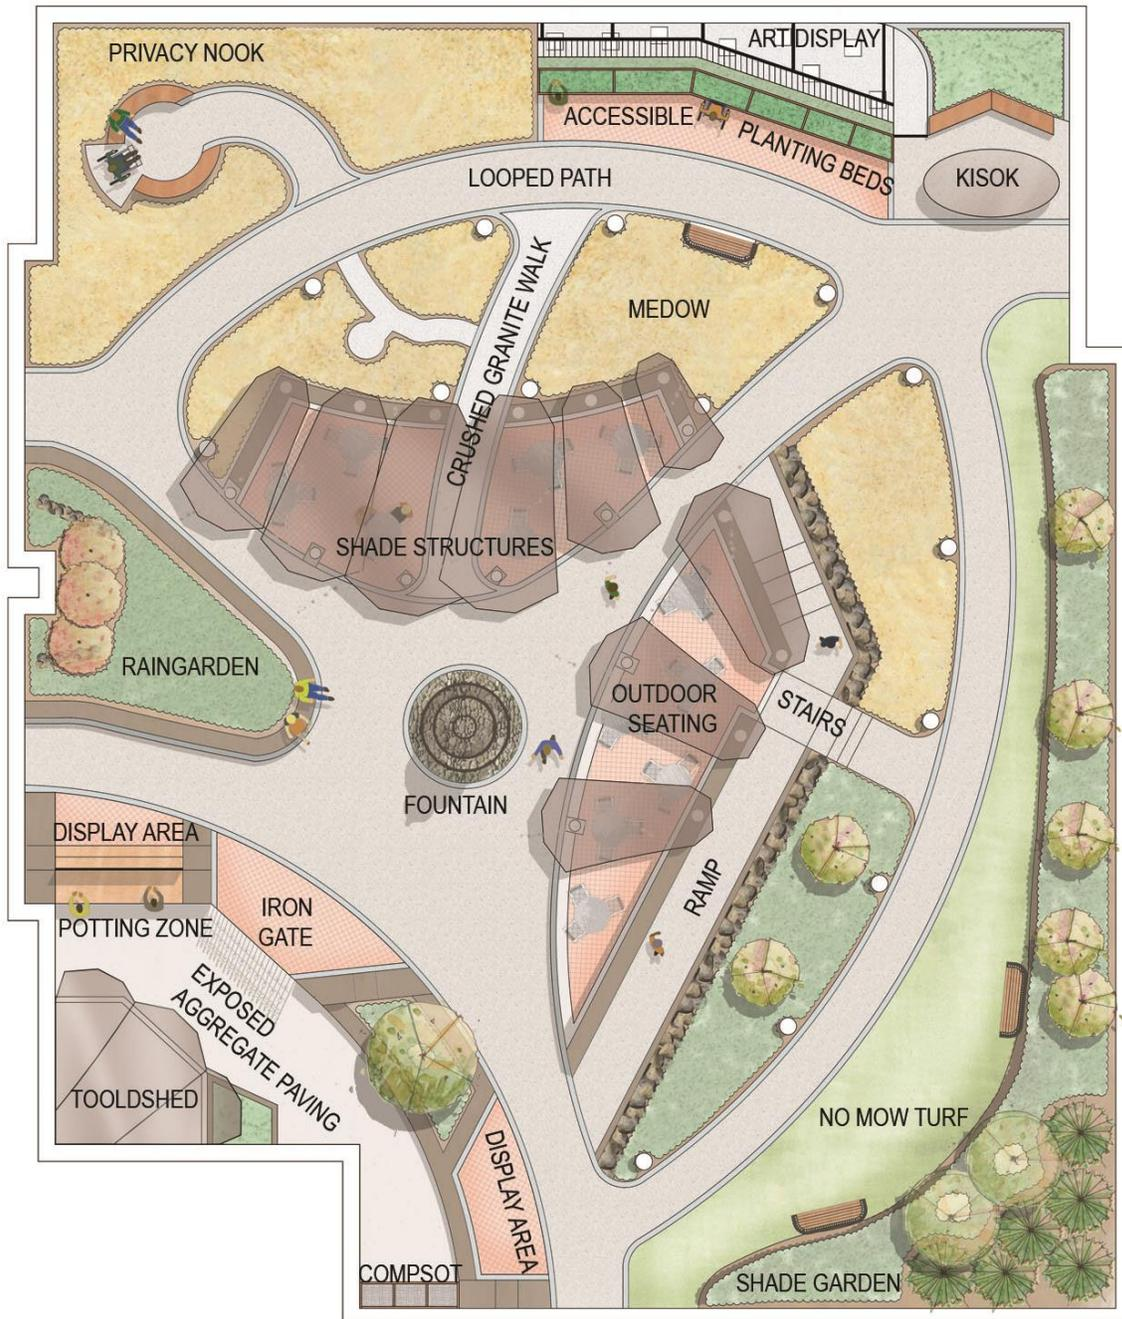 PRIVACY NOOK
ART DISPLAY
ACCESSIBLE
PLANTING BEDS
LOOPED PATH
KISOK
CRUSHED GRANITE WALK
MEDOW
SHADE STRUCTURES
RAINGARDEN
OUTDOOR
SEATING
STAIRS
FOUNTAIN
DISPLAY AREA
RAMP
IRON
GATE
POTTING ZONE
EXPOSED
AGGREGATE PAVING
TOOLDSHED
NO MOW TURF
DISPLAY AREA
COMPSOT
SHADE GARDEN